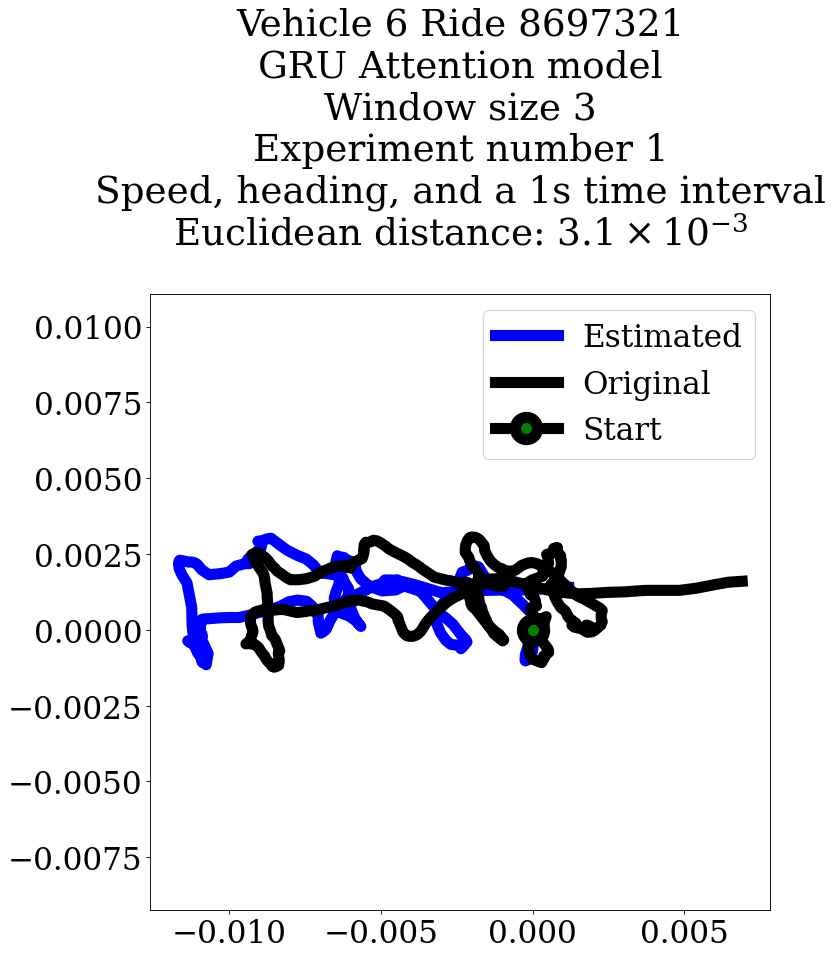 Vehicle 6 Ride 8697321
GRU Attention model
Window size 3
Experiment number 1
Speed, heading, and a 1s time interval
Euclidean distance: 3.1 × 10⁻³
Estimated
Original
Start
0.0100
0.0075
0.0050
0.0025
0.0000
−0.0025
−0.0050
−0.0075
−0.010 −0.005 0.000 0.005